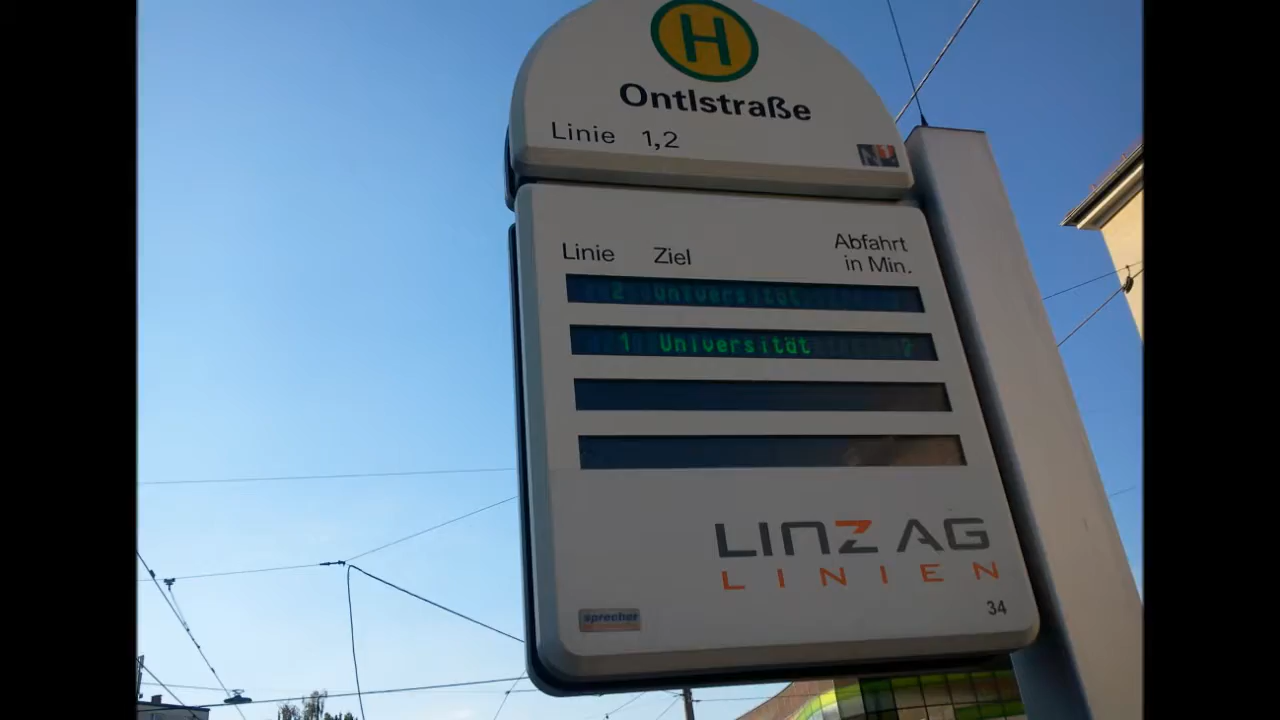 H
Ontlstraße
Linie 1,2
Linie Ziel Abfahrt in Min.
2 Universität
1 Universität
LINZ AG
LINIEN
sprecher
34